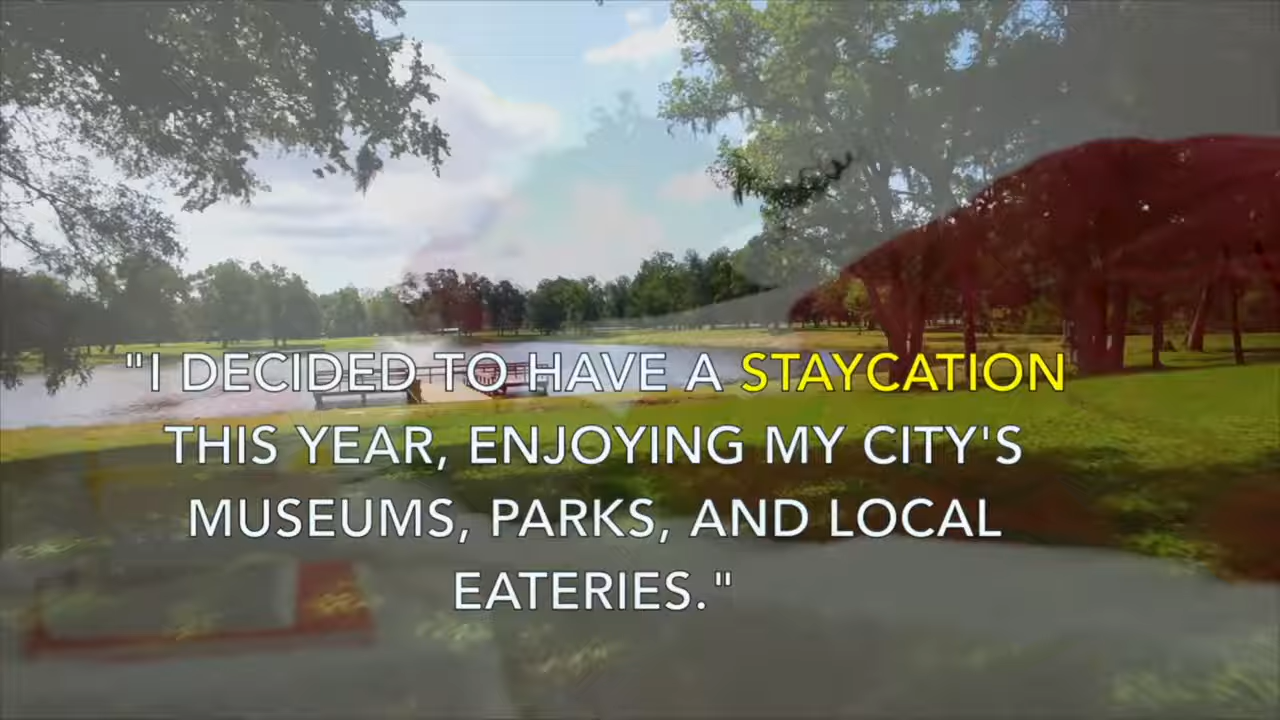 "I DECIDED TO HAVE A STAYCATION
THIS YEAR, ENJOYING MY CITY'S
MUSEUMS, PARKS, AND LOCAL
EATERIES."